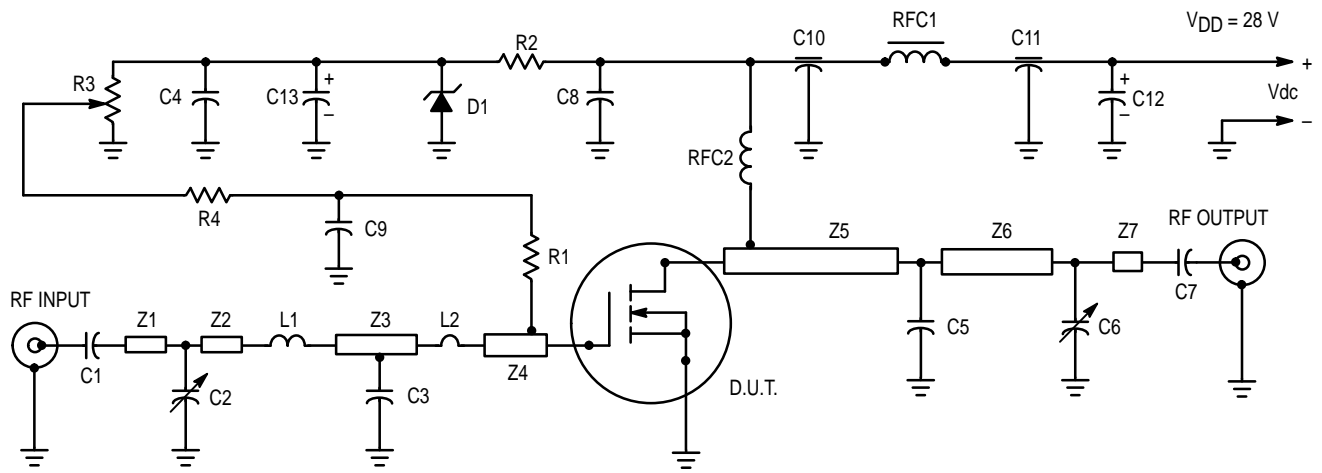 RFC1
V_DD = 28 V
C10
C11
R2
+
R3
C4
C13
+
–
D1
C8
+
C12
–
Vdc
–
RFC2
R4
C9
R1
Z5
Z6
Z7
RF OUTPUT
C7
RF INPUT
Z1
Z2
L1
Z3
L2
Z4
C5
C6
C1
C2
C3
D.U.T.